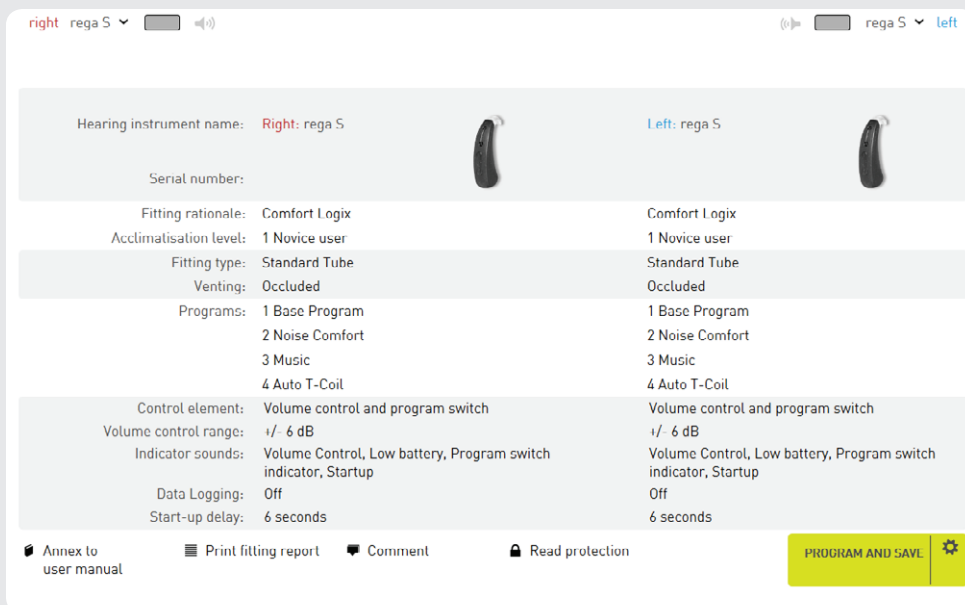 right rega S rega S left
Hearing instrument name: Right: rega S Left: rega S
Serial number:
Fitting rationale: Comfort Logix Comfort Logix
Acclimatisation level: 1 Novice user 1 Novice user
Fitting type: Standard Tube Standard Tube
Venting: Occluded Occluded
Programs: 1 Base Program 1 Base Program
2 Noise Comfort 2 Noise Comfort
3 Music 3 Music
4 Auto T-Coil 4 Auto T-Coil
Control element: Volume control and program switch Volume control and program switch
Volume control range: +/- 6 dB +/- 6 dB
Indicator sounds: Volume Control, Low battery, Program switch Volume Control, Low battery, Program switch
indicator, Startup indicator, Startup
Data Logging: Off Off
Start-up delay: 6 seconds 6 seconds
Annex to Print fitting report Comment Read protection PROGRAM AND SAVE
user manual